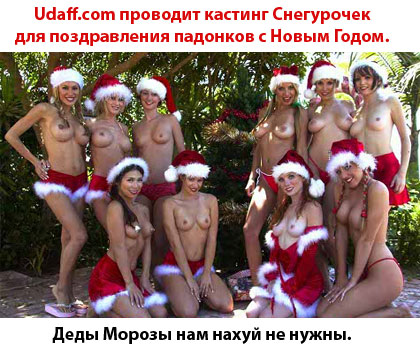 Udaff.com проводит кастинг Снегурочек
для поздравления падонков с Новым Годом.
Деды Морозы нам нахуй не нужны.